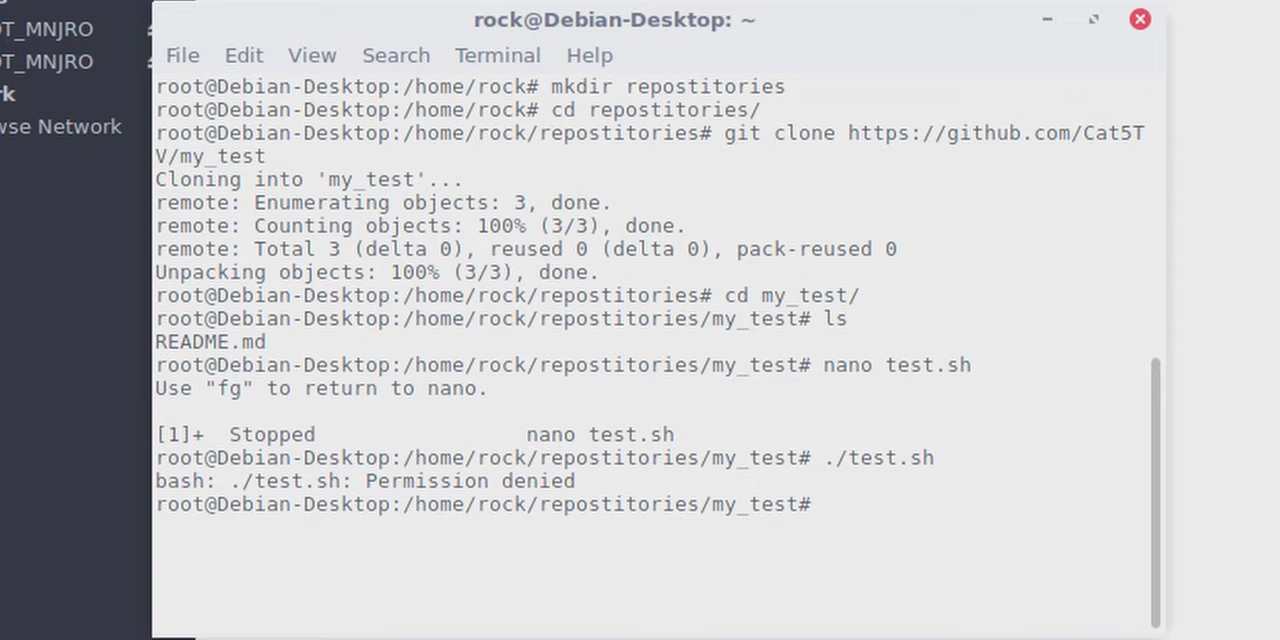 rock@Debian-Desktop: ~
T_MNJRO
T_MNJRO
rk
wse Network
File Edit View Search Terminal Help
root@Debian-Desktop:/home/rock# mkdir repostitories
root@Debian-Desktop:/home/rock# cd repostitories/
root@Debian-Desktop:/home/rock/repostitories# git clone https://github.com/Cat5T
V/my_test
Cloning into 'my_test'...
remote: Enumerating objects: 3, done.
remote: Counting objects: 100% (3/3), done.
remote: Total 3 (delta 0), reused 0 (delta 0), pack-reused 0
Unpacking objects: 100% (3/3), done.
root@Debian-Desktop:/home/rock/repostitories# cd my_test/
root@Debian-Desktop:/home/rock/repostitories/my_test# ls
README.md
root@Debian-Desktop:/home/rock/repostitories/my_test# nano test.sh
Use "fg" to return to nano.
[1]+  Stopped                 nano test.sh
root@Debian-Desktop:/home/rock/repostitories/my_test# ./test.sh
bash: ./test.sh: Permission denied
root@Debian-Desktop:/home/rock/repostitories/my_test#